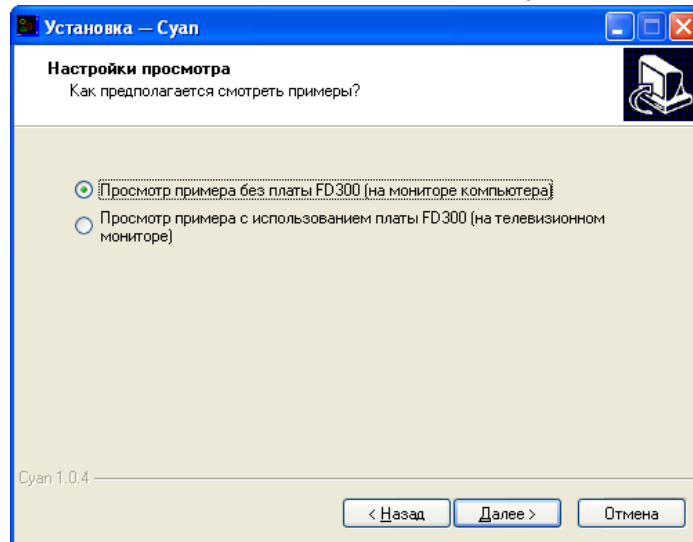 Установка — Cyan
Настройки просмотра
Как предполагается смотреть примеры?
Просмотр примера без платы FD300 (на мониторе компьютера)
Просмотр примера с использованием платы FD300 (на телевизионном
мониторе)
Cyan 1.0.4
< Назад Далее > Отмена